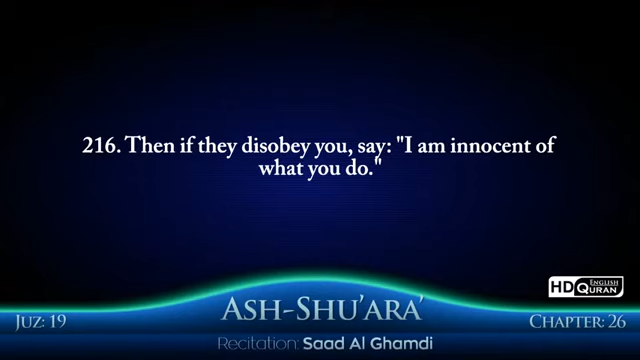 216. Then if they disobey you, say: "I am innocent of
what you do."
HD ENGLISH QURAN
ASH-SHU'ARA'
JUZ: 19
CHAPTER: 26
Recitation: Saad Al Ghamdi